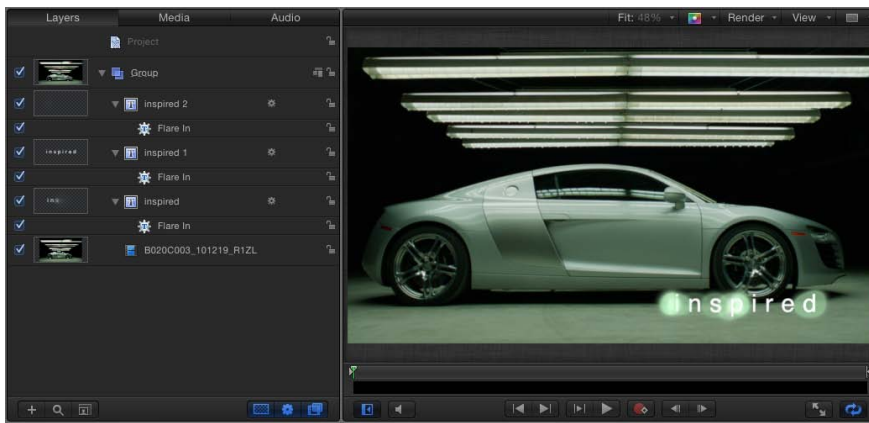 Layers Media Audio
Fit: 48% Render View
Project
Group
inspired 2
Flare In
inspired
inspired 1
Flare In
ins
inspired
Flare In
B020C003_101219_R1ZL
inspired